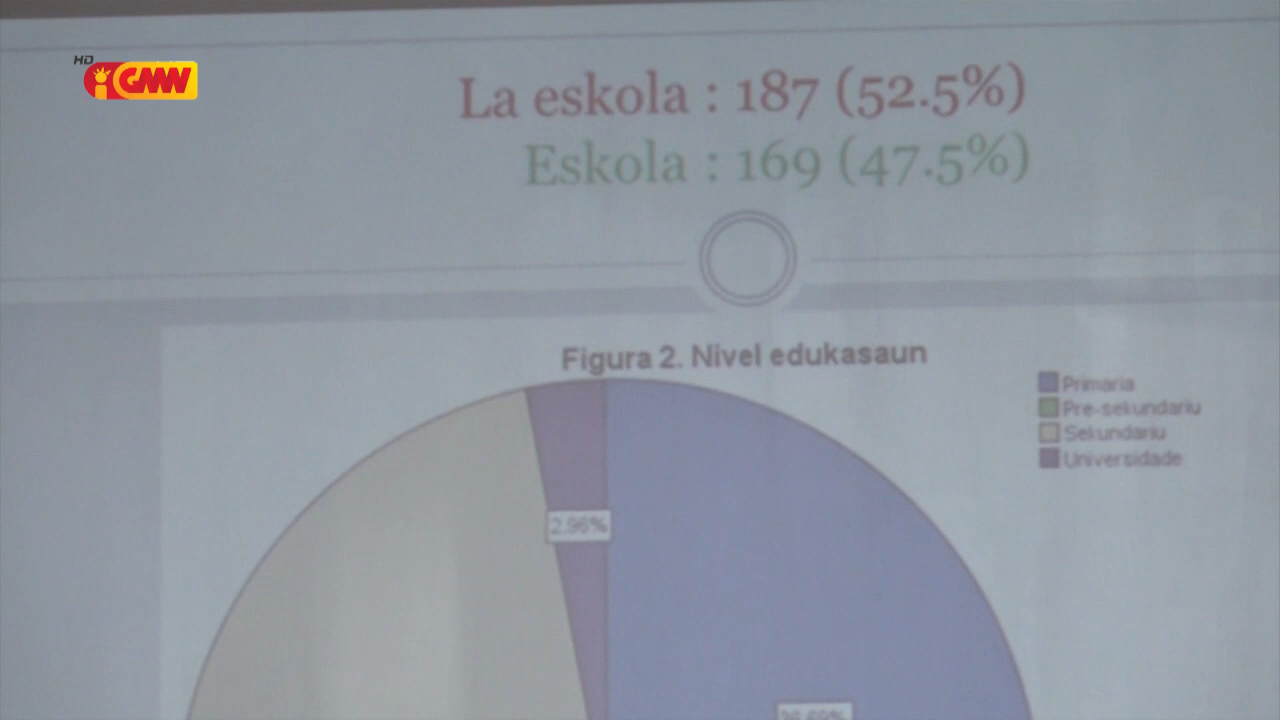 HD
GMN
La eskola : 187 (52.5%)
Eskola : 169 (47.5%)
Figura 2. Nivel edukasaun
Primaria
Pre-sekundariu
Sekundariu
Universidade
2.96%